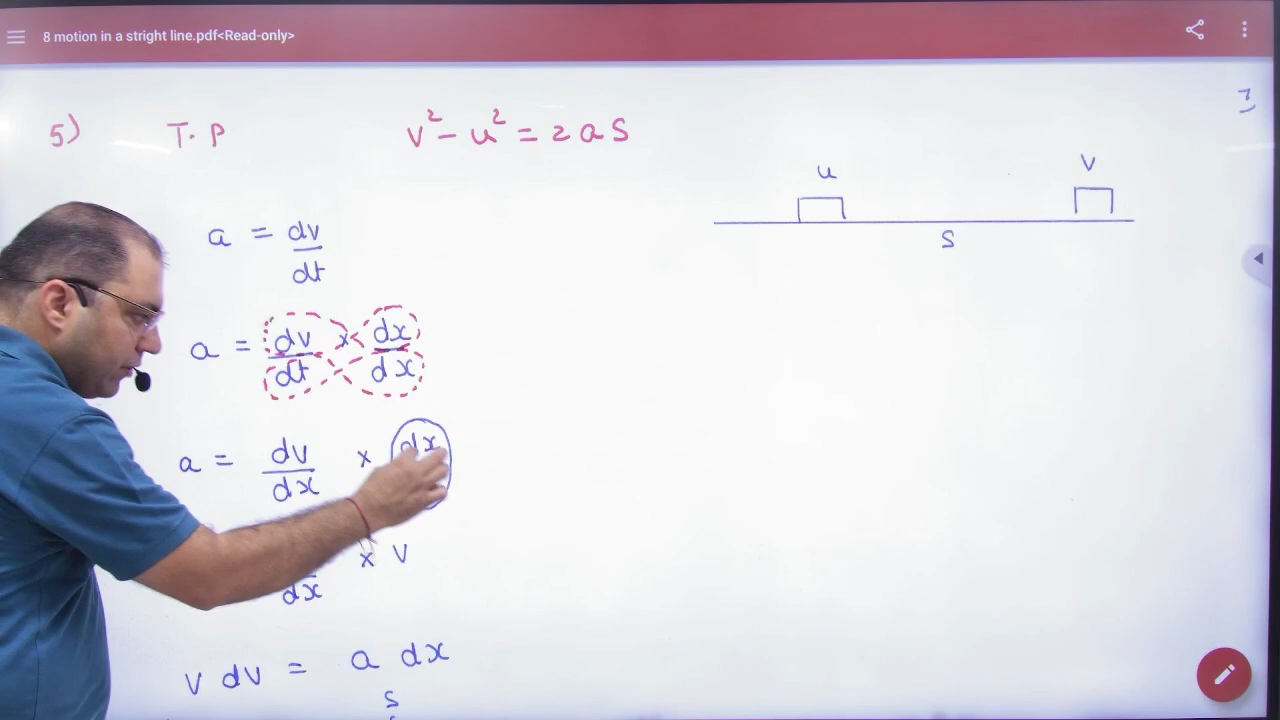 8 motion in a stright line.pdf<Read-only>
5) T.P v² - u² = 2as
u v
s
a = dv/dt
a = dv/dt × dx/dx
a = dv/dx × dx
dx × v
v dv = a dx
s